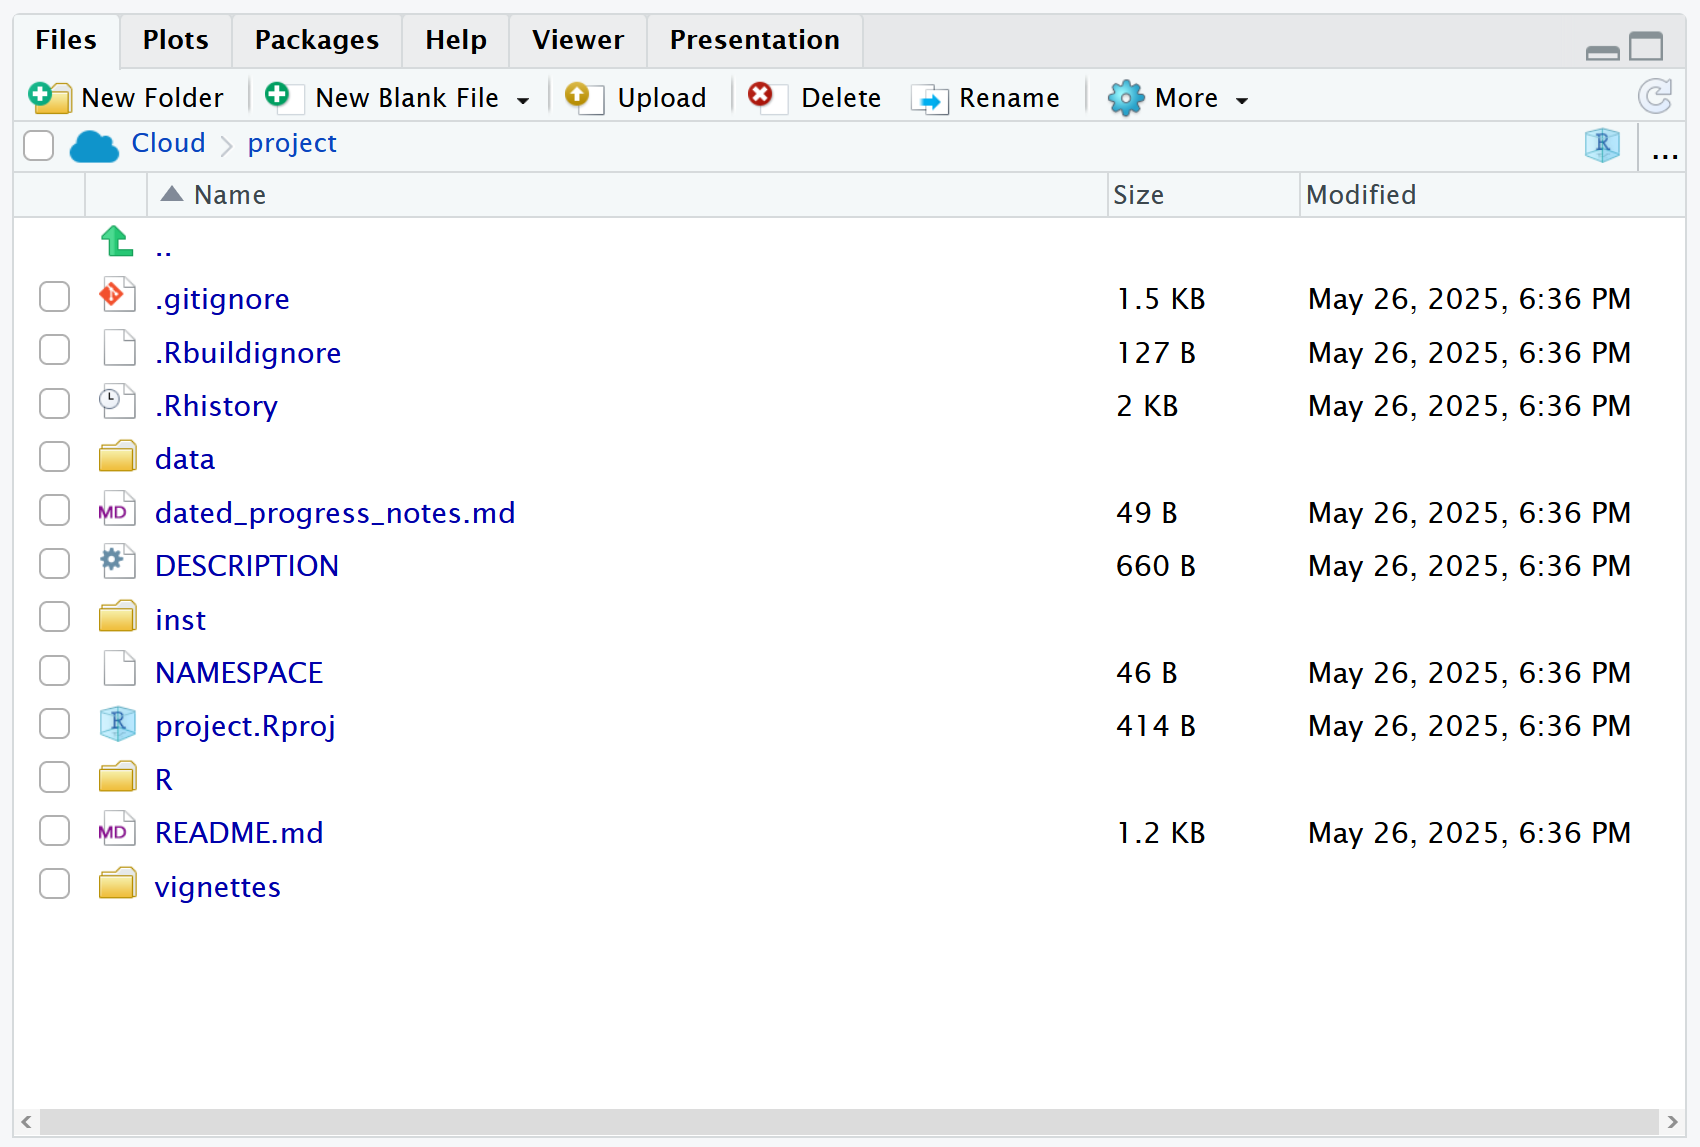 Files Plots Packages Help Viewer Presentation
New Folder New Blank File Upload Delete Rename More
Cloud project R ...
Name Size Modified
..
.gitignore 1.5 KB May 26, 2025, 6:36 PM
.Rbuildignore 127 B May 26, 2025, 6:36 PM
.Rhistory 2 KB May 26, 2025, 6:36 PM
data
MD dated_progress_notes.md 49 B May 26, 2025, 6:36 PM
DESCRIPTION 660 B May 26, 2025, 6:36 PM
inst
NAMESPACE 46 B May 26, 2025, 6:36 PM
R project.Rproj 414 B May 26, 2025, 6:36 PM
R
MD README.md 1.2 KB May 26, 2025, 6:36 PM
vignettes